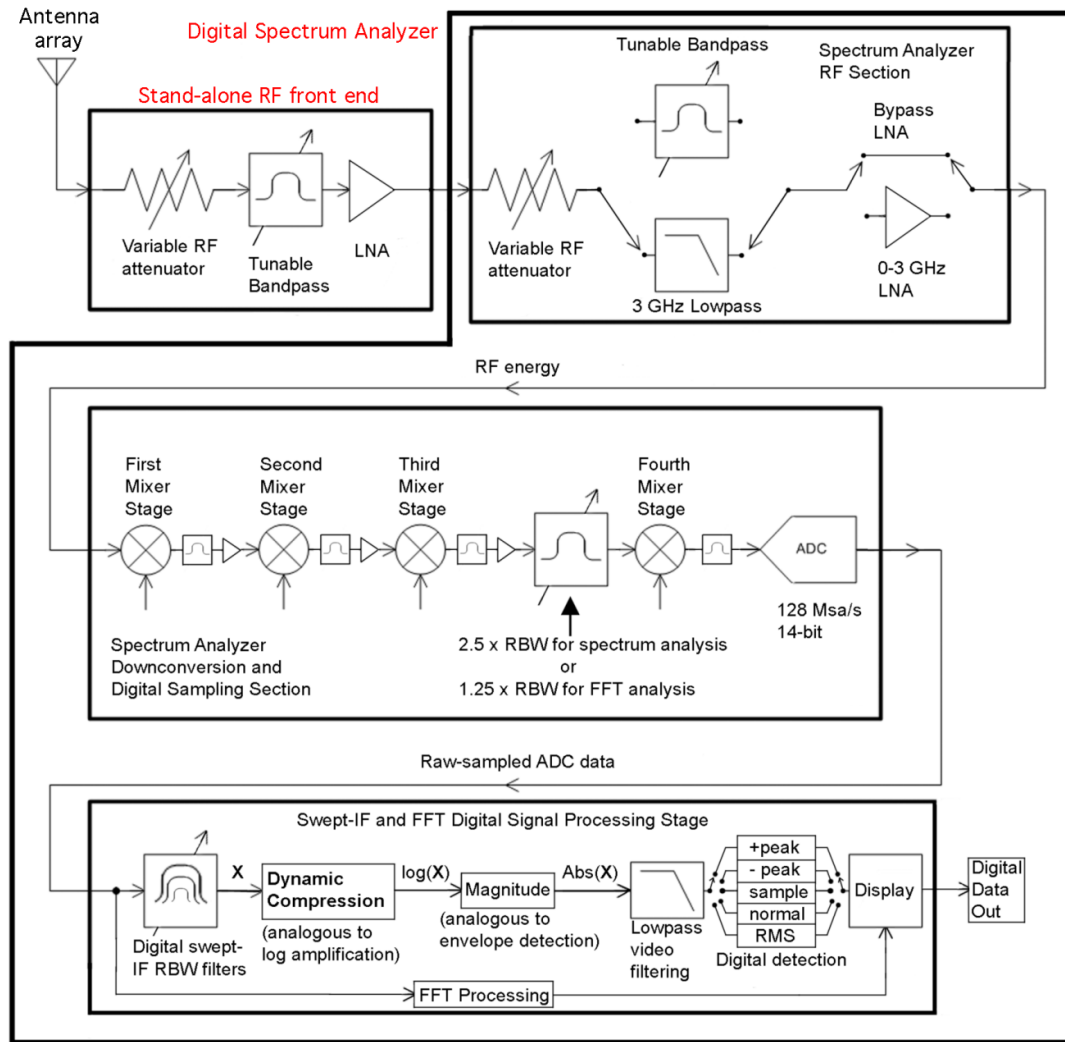 Antenna
array
Digital Spectrum Analyzer
Stand-alone RF front end
Variable RF
attenuator
Tunable
Bandpass
LNA
Tunable Bandpass
Spectrum Analyzer
RF Section
Bypass
LNA
Variable RF
attenuator
3 GHz Lowpass
0-3 GHz
LNA
RF energy
First
Mixer
Stage
Second
Mixer
Stage
Third
Mixer
Stage
Fourth
Mixer
Stage
ADC
128 Msa/s
14-bit
Spectrum Analyzer
Downconversion and
Digital Sampling Section
2.5 x RBW for spectrum analysis
or
1.25 x RBW for FFT analysis
Raw-sampled ADC data
Swept-IF and FFT Digital Signal Processing Stage
Digital swept-
IF RBW filters
X
Dynamic
Compression
(analogous to
log amplification)
log(X)
Magnitude
(analogous to
envelope detection)
Abs(X)
Lowpass
video
filtering
+peak
- peak
sample
normal
RMS
Digital detection
Display
Digital
Data
Out
FFT Processing